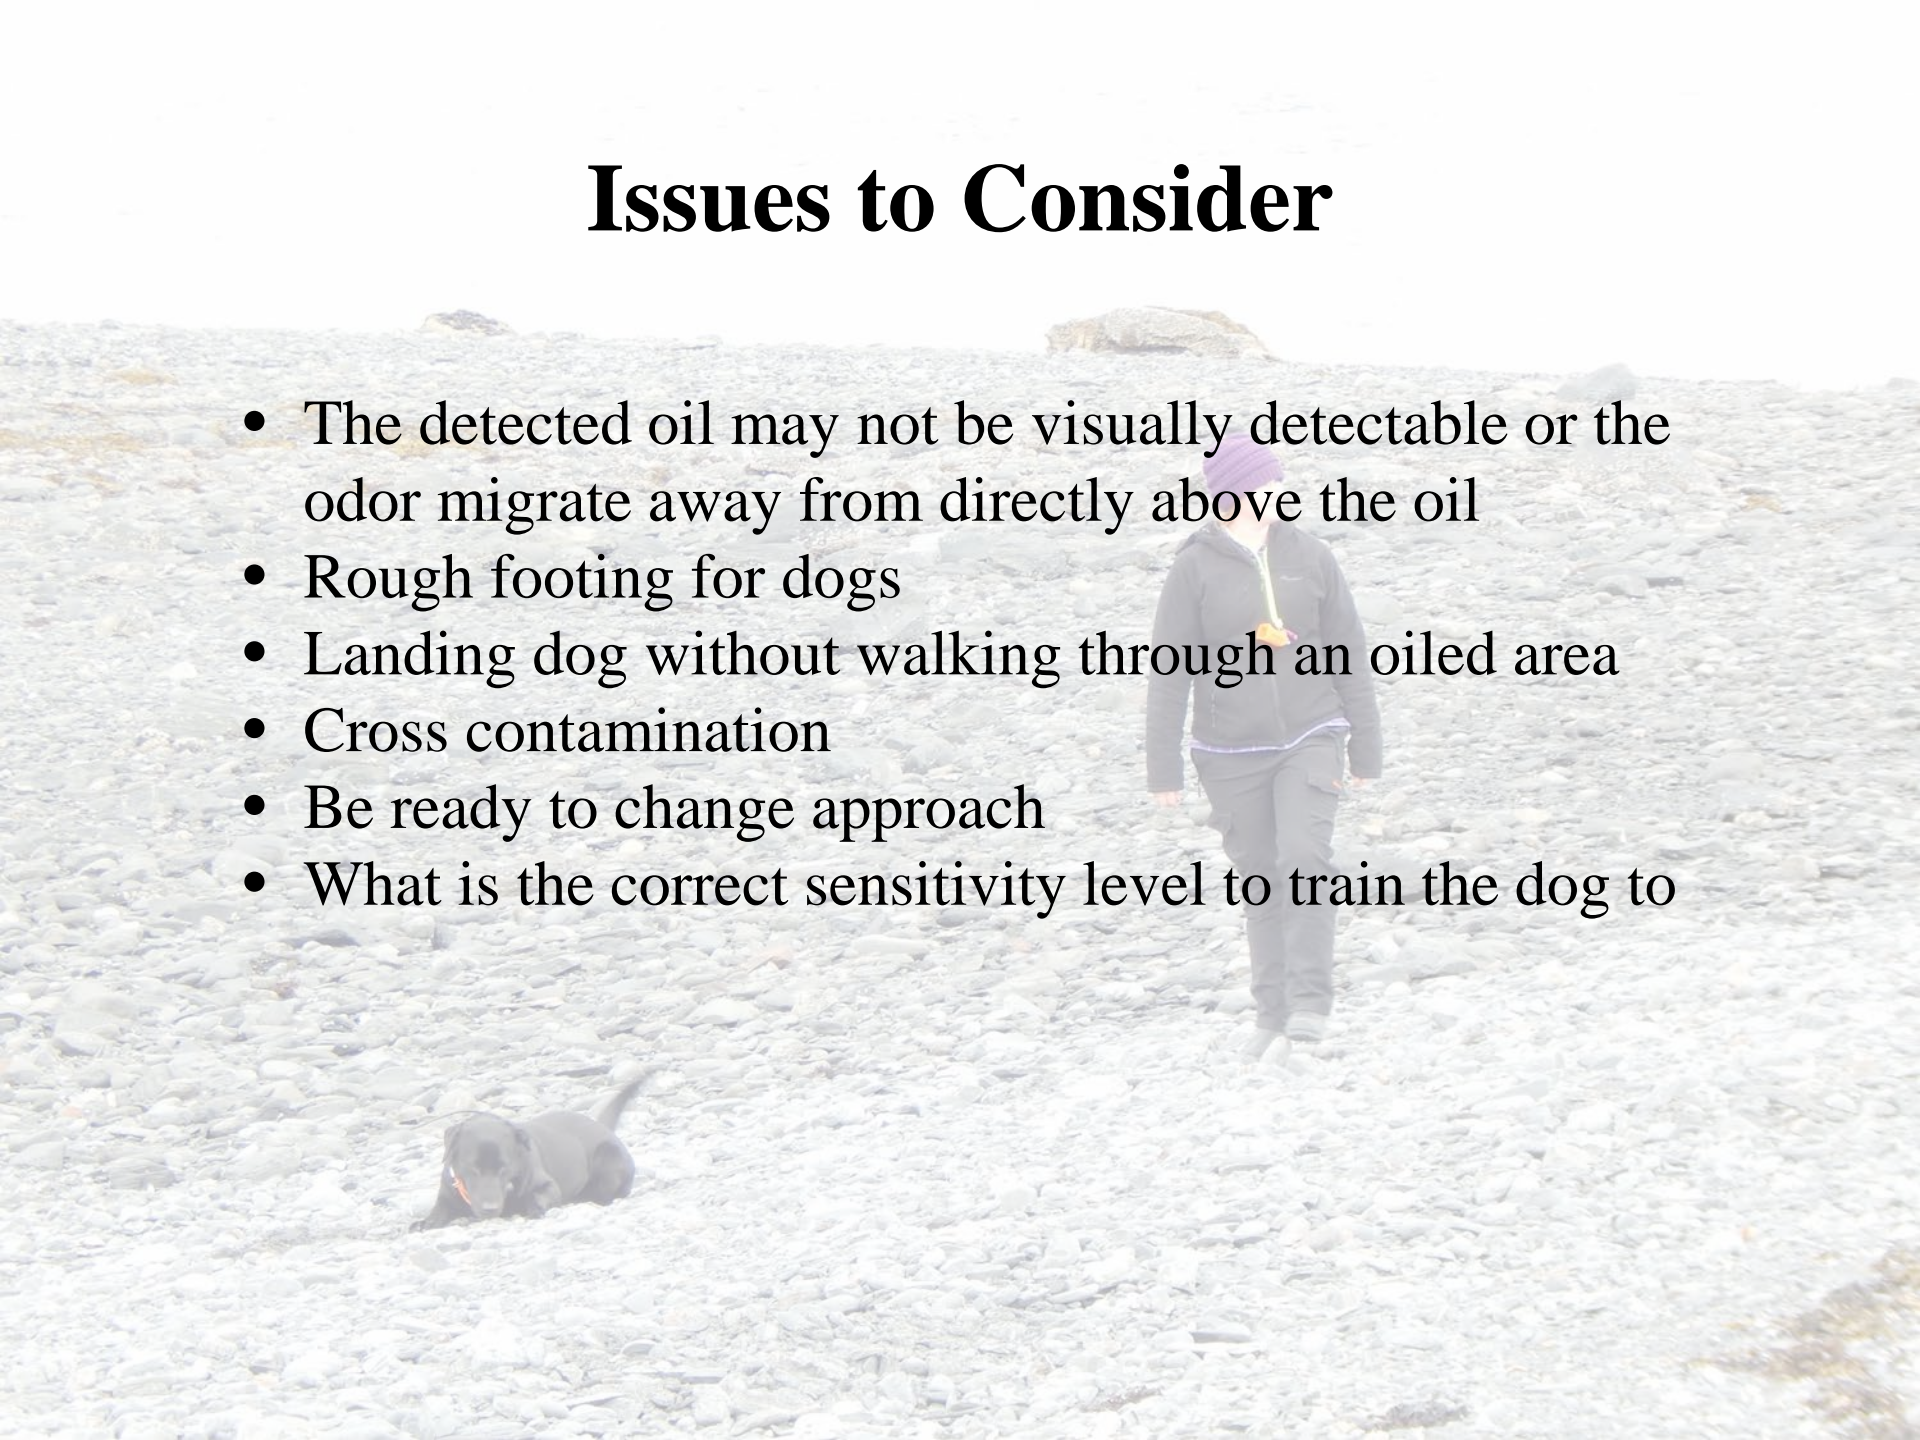 Issues to Consider
• The detected oil may not be visually detectable or the
odor migrate away from directly above the oil
• Rough footing for dogs
• Landing dog without walking through an oiled area
• Cross contamination
• Be ready to change approach
• What is the correct sensitivity level to train the dog to